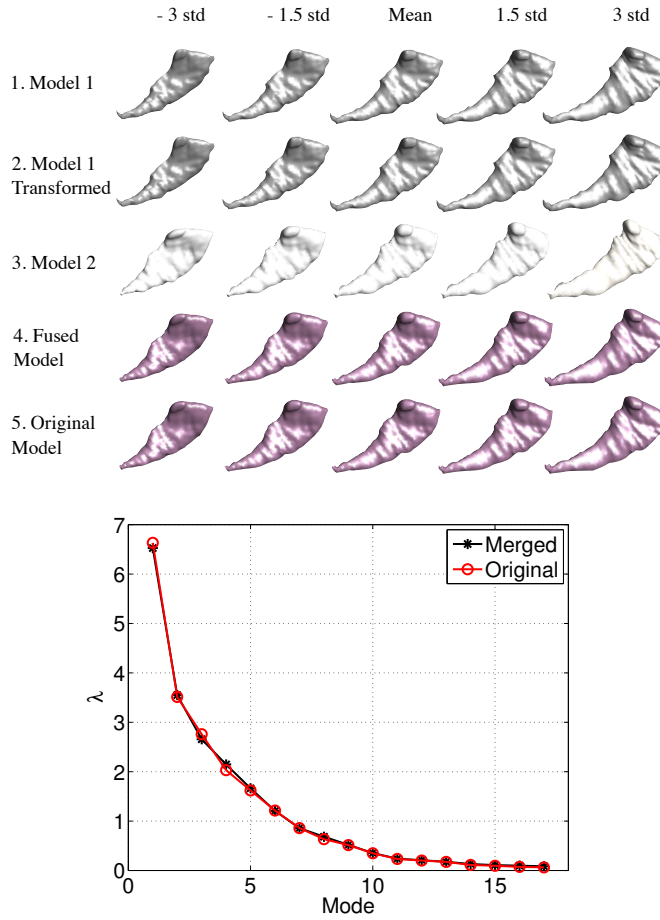 - 3 std - 1.5 std Mean 1.5 std 3 std
1. Model 1
2. Model 1
Transformed
3. Model 2
4. Fused
Model
5. Original
Model
7
6
5
4
3
2
1
0
λ
Merged
Original
0 5 10 15
Mode